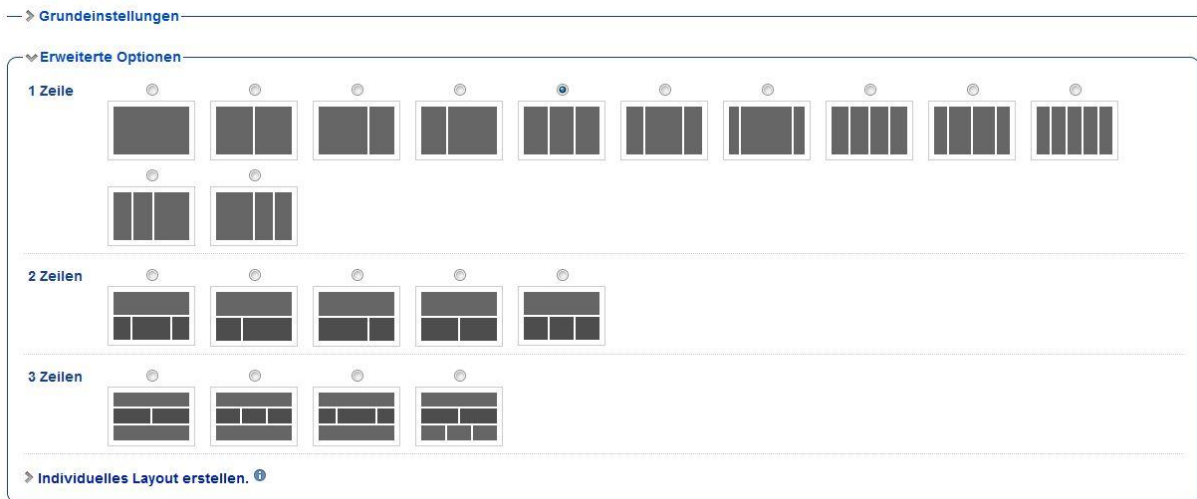 Grundeinstellungen
Erweiterte Optionen
1 Zeile
2 Zeilen
3 Zeilen
Individuelles Layout erstellen.